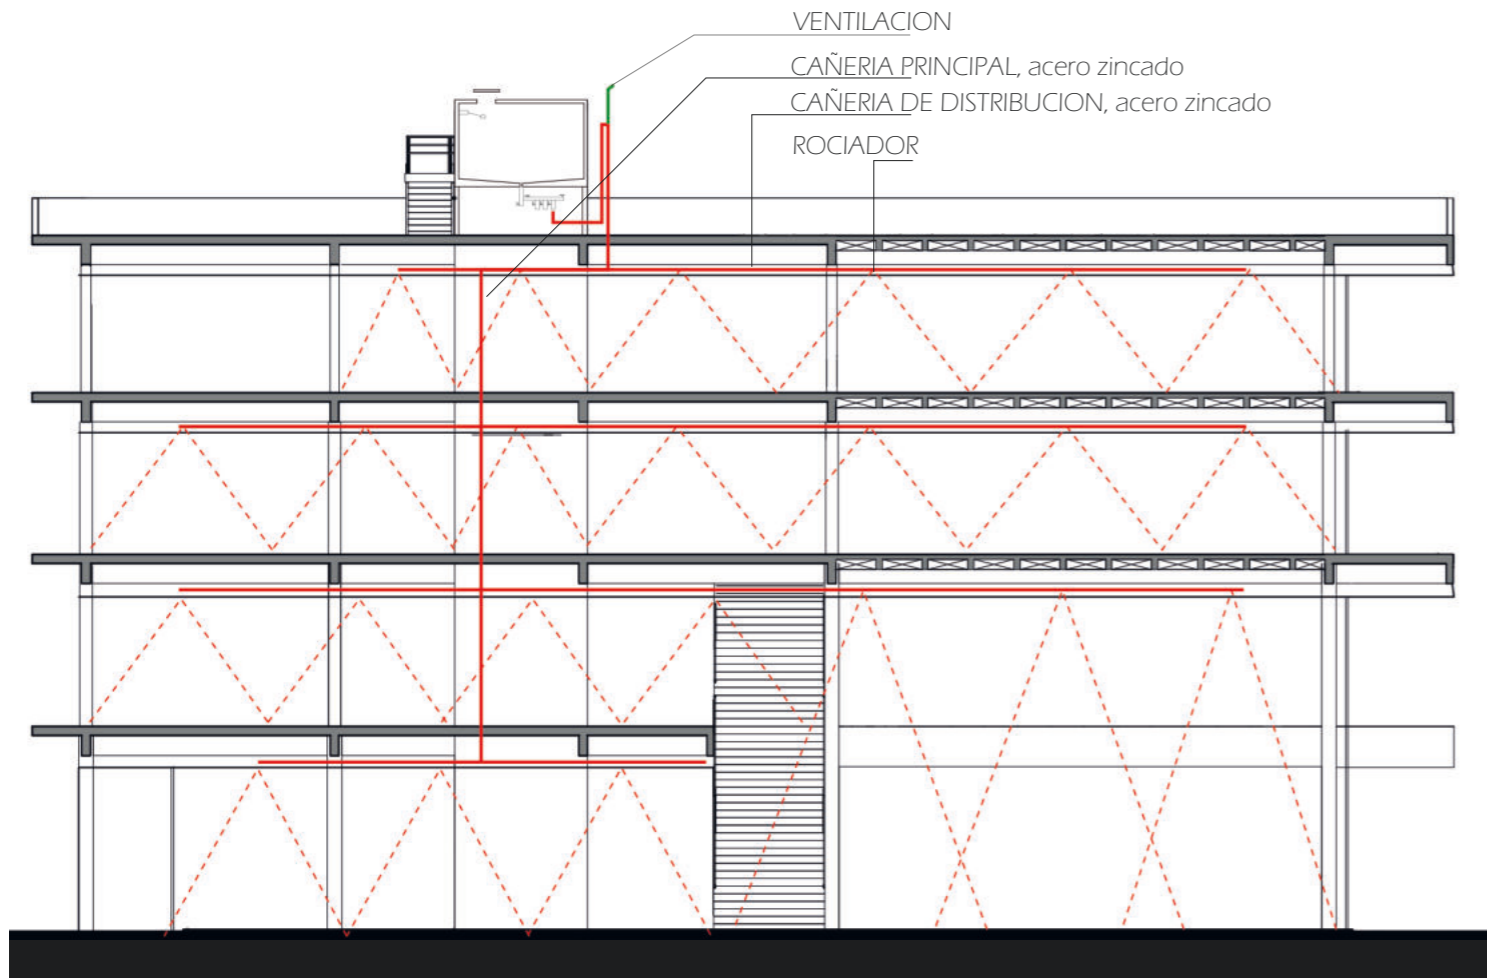 VENTILACION
CAÑERIA PRINCIPAL, acero zincado
CAÑERIA DE DISTRIBUCION, acero zincado
ROCIADOR